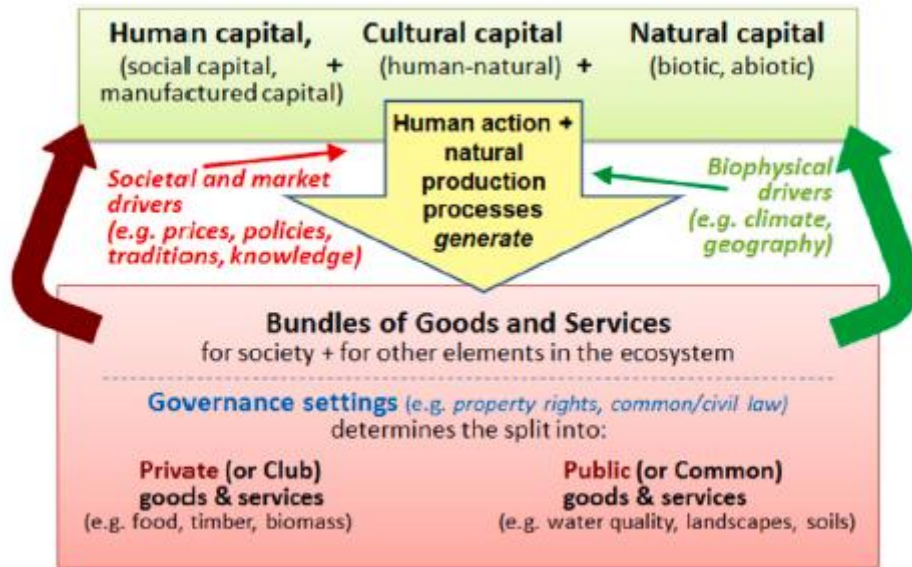 Human capital, Cultural capital Natural capital
(social capital, + (human-natural) + (biotic, abiotic)
manufactured capital)
Human action +
natural
production
processes
generate
Societal and market
drivers
(e.g. prices, policies,
traditions, knowledge)
Biophysical
drivers
(e.g. climate,
geography)
Bundles of Goods and Services
for society + for other elements in the ecosystem
Governance settings (e.g. property rights, common/civil law)
determines the split into:
Private (or Club)
goods & services
(e.g. food, timber, biomass)
Public (or Common)
goods & services
(e.g. water quality, landscapes, soils)